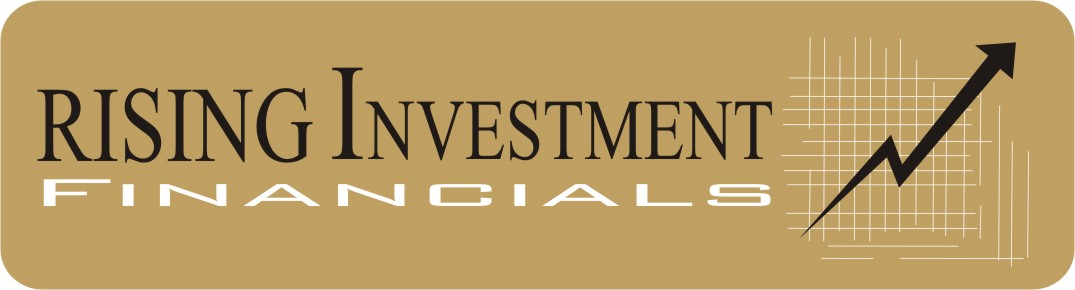 RISING INVESTMENT
FINANCIALS